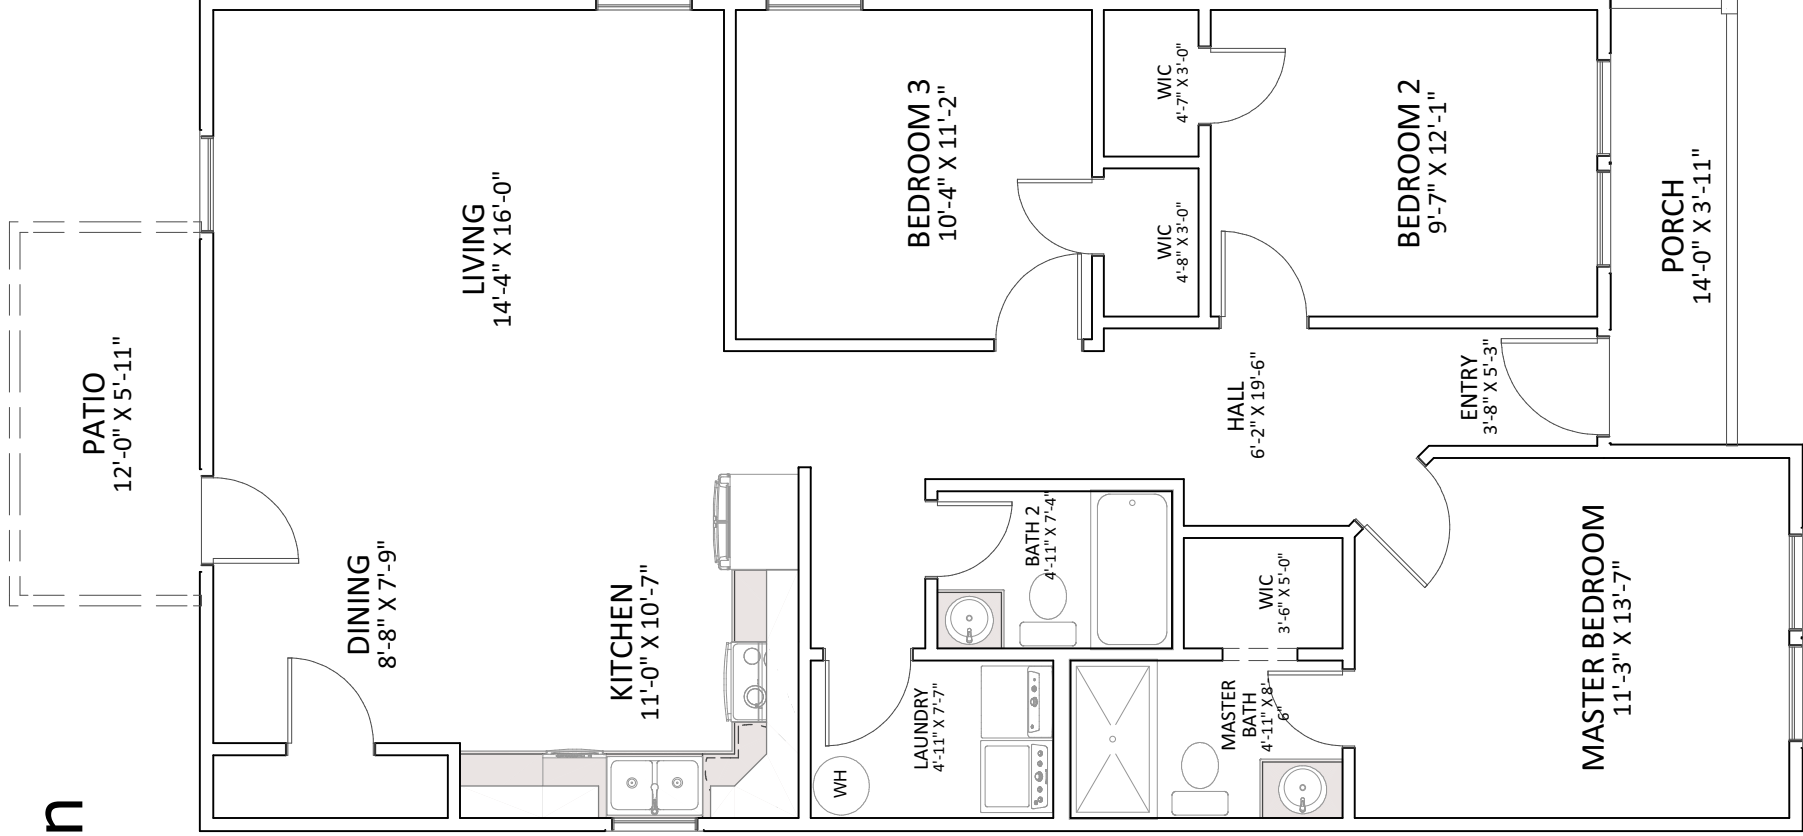 n
PATIO
12'-0" X 5'-11"
LIVING
14'-4" X 16'-0"
DINING
8'-8" X 7'-9"
KITCHEN
11'-0" X 10'-7"
BEDROOM 3
10'-4" X 11'-2"
WIC
4'-7" X 3'-0"
WIC
4'-8" X 3'-0"
BEDROOM 2
9'-7" X 12'-1"
PORCH
14'-0" X 3'-11"
HALL
6'-2" X 19'-6"
ENTRY
3'-8" X 5'-3"
BATH 2
4'-11" X 7'-4"
WIC
3'-6" X 5'-0"
LAUNDRY
4'-11" X 7'-7"
WH
MASTER
BATH
4'-11" X 8'-
6"
MASTER BEDROOM
11'-3" X 13'-7"